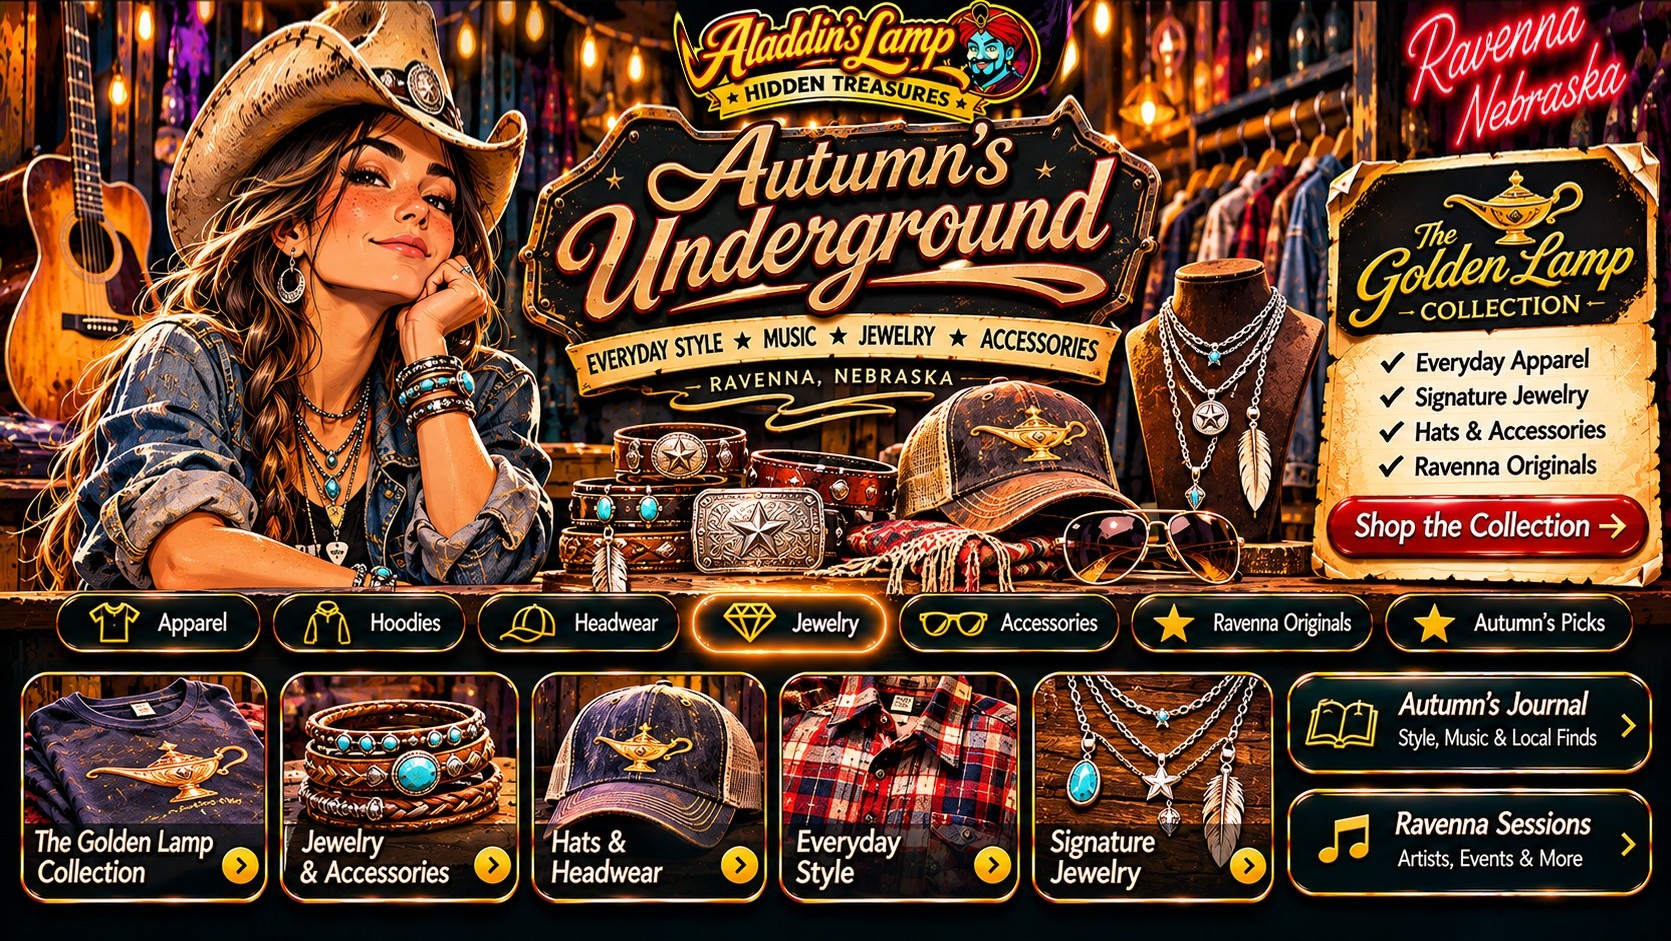 Aladdin's Lamp
HIDDEN TREASURES
Ravenna
Nebraska
Autumn's
Underground
EVERYDAY STYLE ★ MUSIC ★ JEWELRY ★ ACCESSORIES
RAVENNA, NEBRASKA
The
Golden Lamp
COLLECTION
✓ Everyday Apparel
✓ Signature Jewelry
✓ Hats & Accessories
✓ Ravenna Originals
Shop the Collection →
Apparel
Hoodies
Headwear
Jewelry
Accessories
Ravenna Originals
Autumn's Picks
The Golden Lamp
Collection
Jewelry
& Accessories
Hats &
Headwear
Everyday
Style
Signature
Jewelry
Autumn's Journal
Style, Music & Local Finds
Ravenna Sessions
Artists, Events & More